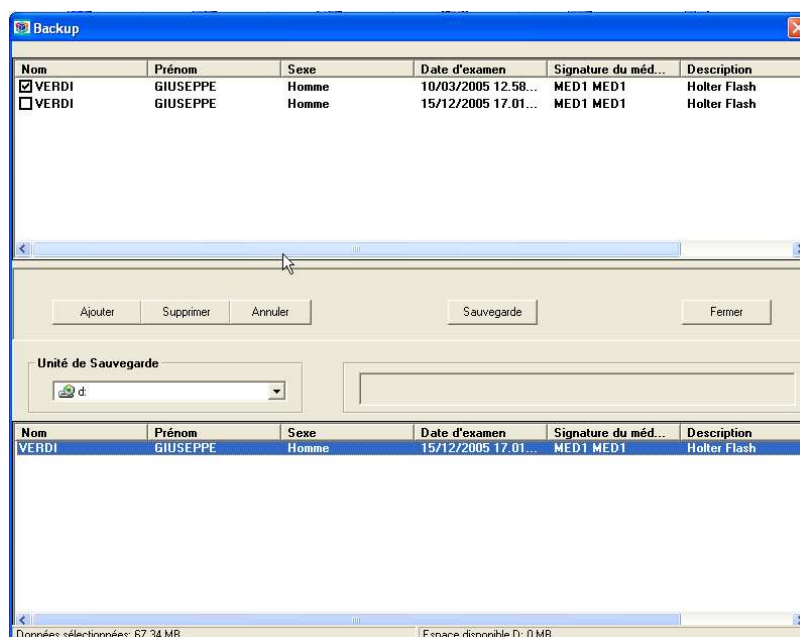 Backup
Nom Prénom Sexe Date d'examen Signature du méd... Description
VERDI GIUSEPPE Homme 10/03/2005 12.58... MED1 MED1 Holter Flash
VERDI GIUSEPPE Homme 15/12/2005 17.01... MED1 MED1 Holter Flash
Ajouter Supprimer Annuler Sauvegarde Fermer
Unité de Sauvegarde
d:
Nom Prénom Sexe Date d'examen Signature du méd... Description
VERDI GIUSEPPE Homme 15/12/2005 17.01... MED1 MED1 Holter Flash
Données sélectionnées: 67.34 MB Espace disponible D: 0 MB